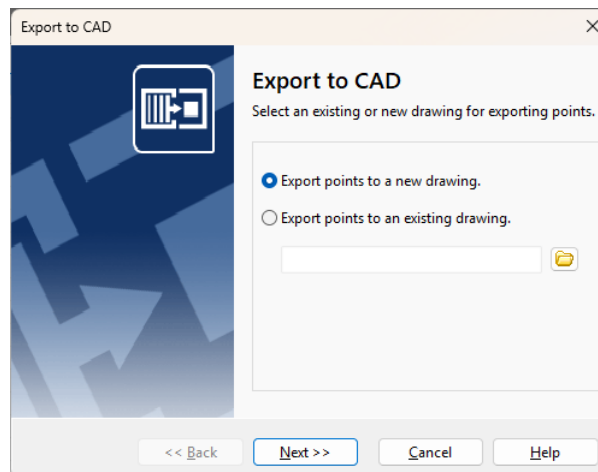 Export to CAD
Export to CAD
Select an existing or new drawing for exporting points.
Export points to a new drawing.
Export points to an existing drawing.
<< Back Next >> Cancel Help